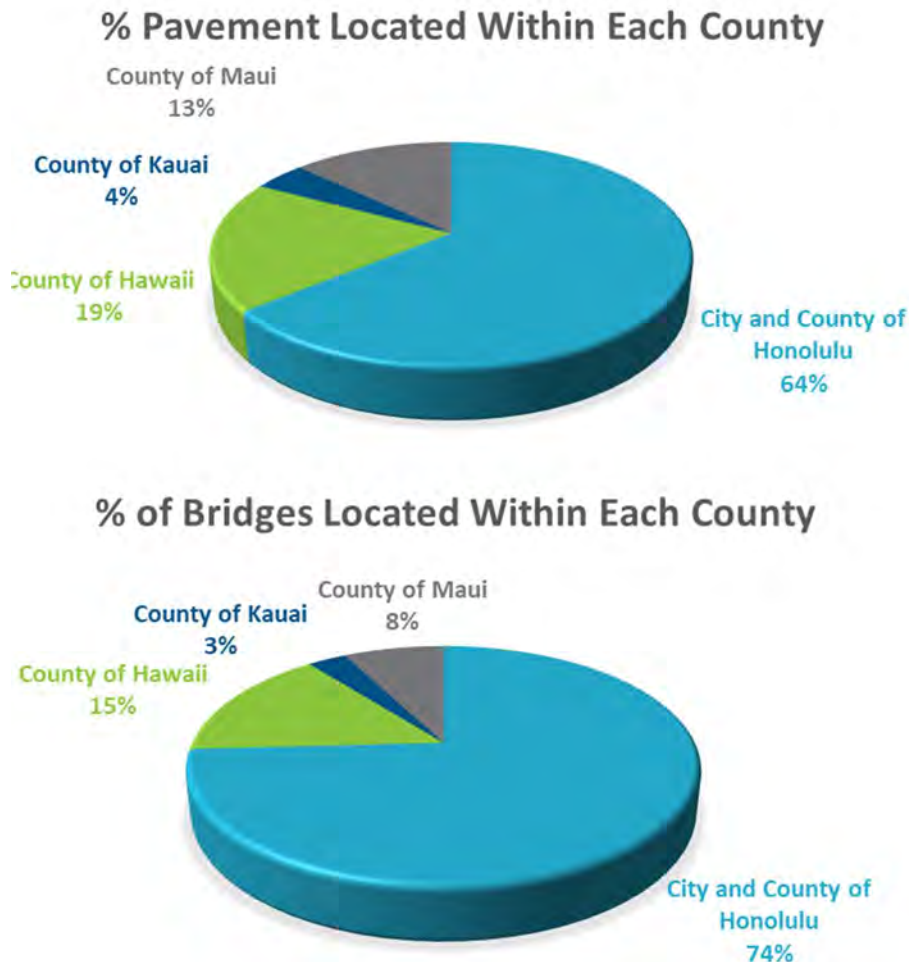 % Pavement Located Within Each County
County of Maui
13%
County of Kauai
4%
County of Hawaii
19%
City and County of
Honolulu
64%
% of Bridges Located Within Each County
County of Maui
8%
County of Kauai
3%
County of Hawaii
15%
City and County of
Honolulu
74%